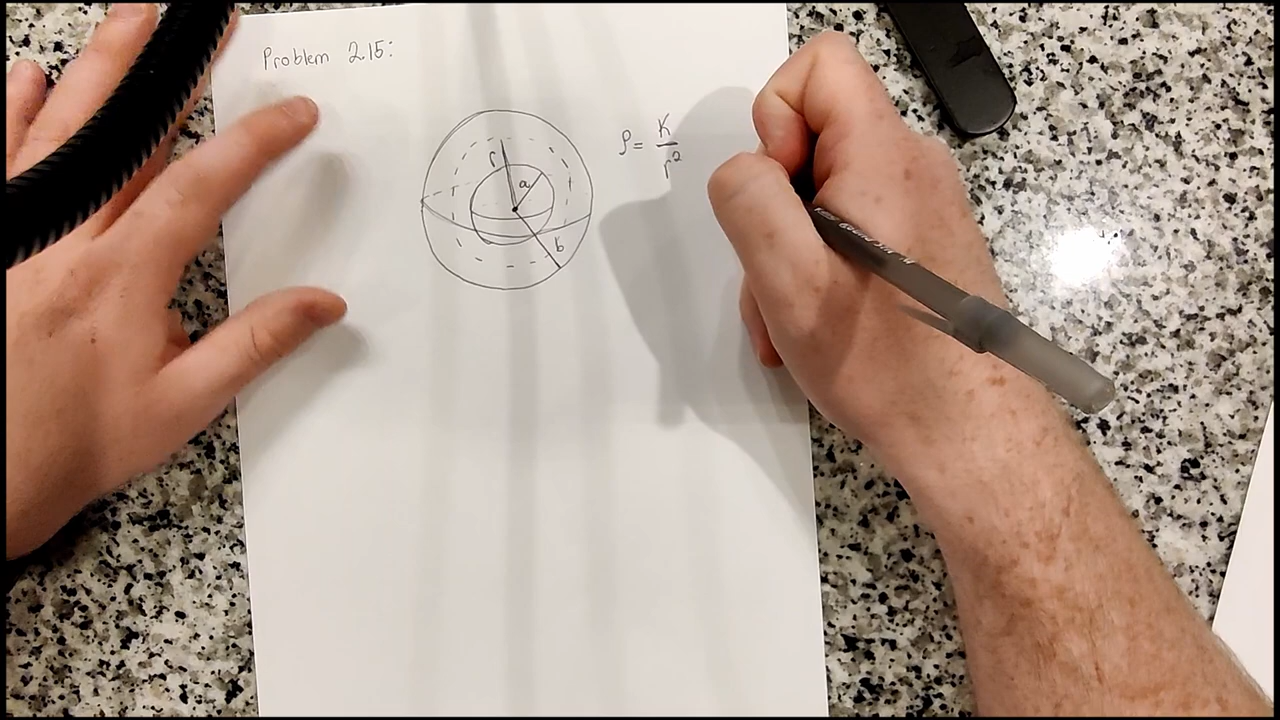 Problem 2.15:
r
a
b
ρ = K
r²